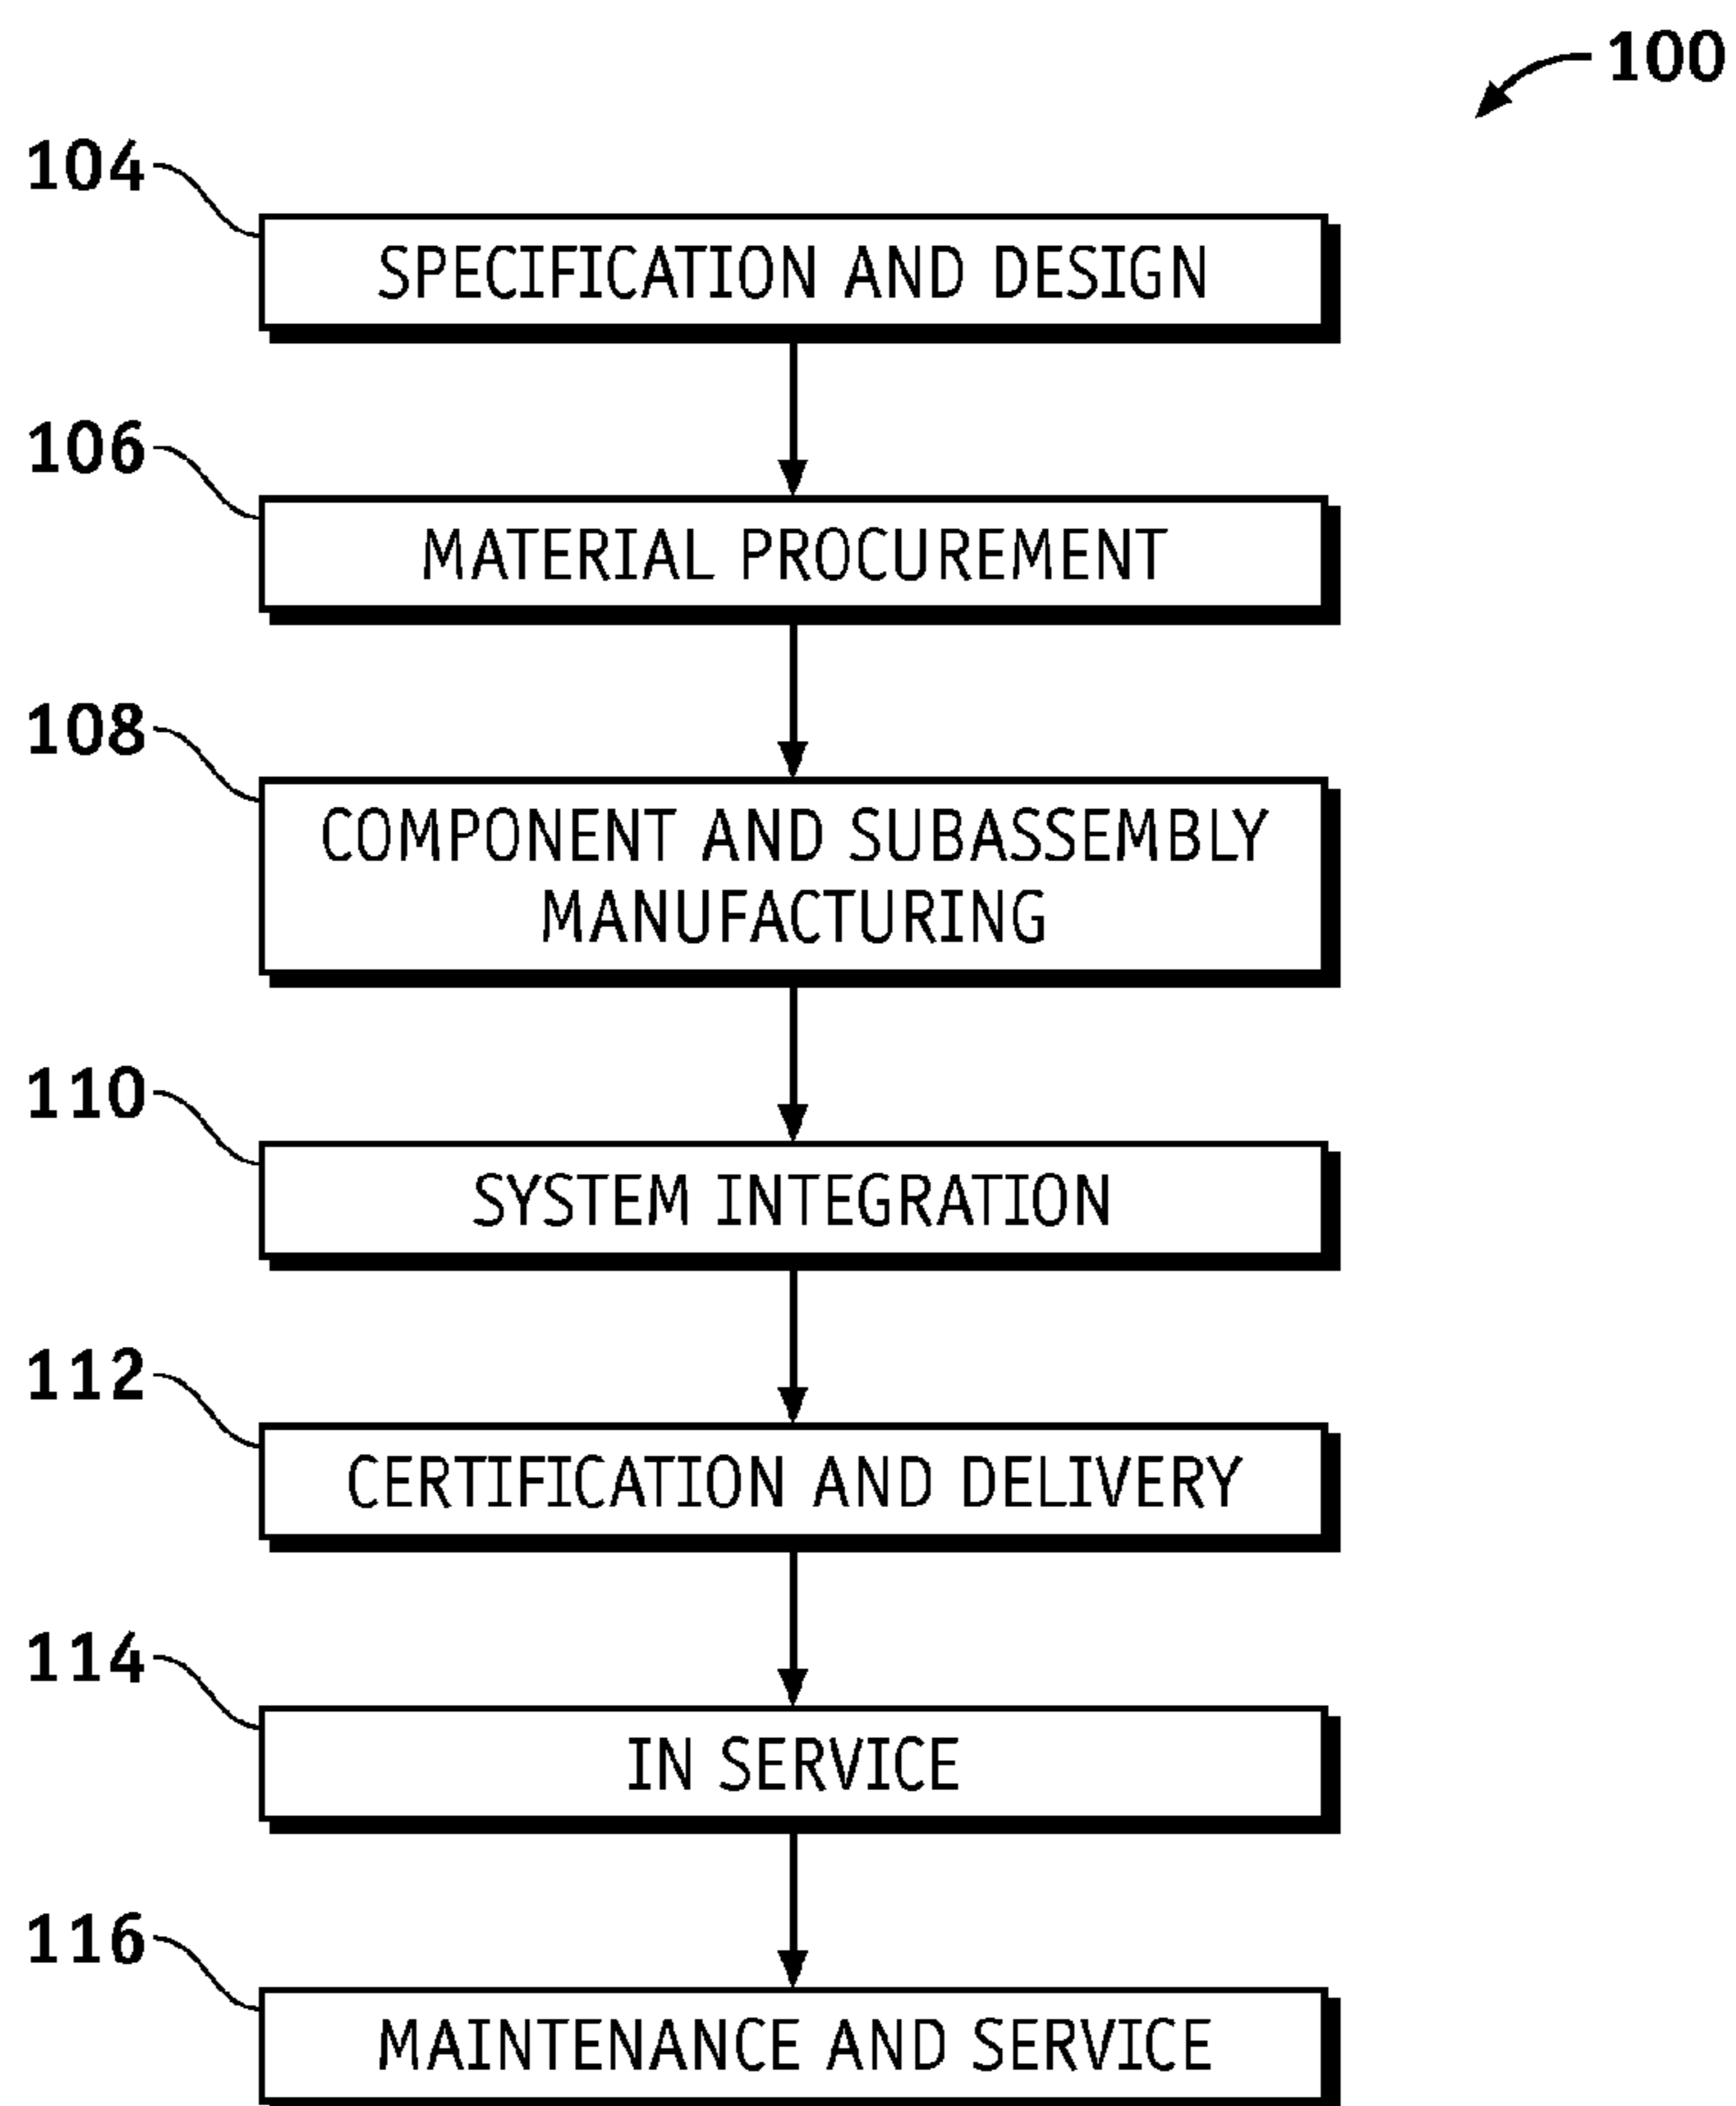 100
104
SPECIFICATION AND DESIGN
106
MATERIAL PROCUREMENT
108
COMPONENT AND SUBASSEMBLY
MANUFACTURING
110
SYSTEM INTEGRATION
112
CERTIFICATION AND DELIVERY
114
IN SERVICE
116
MAINTENANCE AND SERVICE